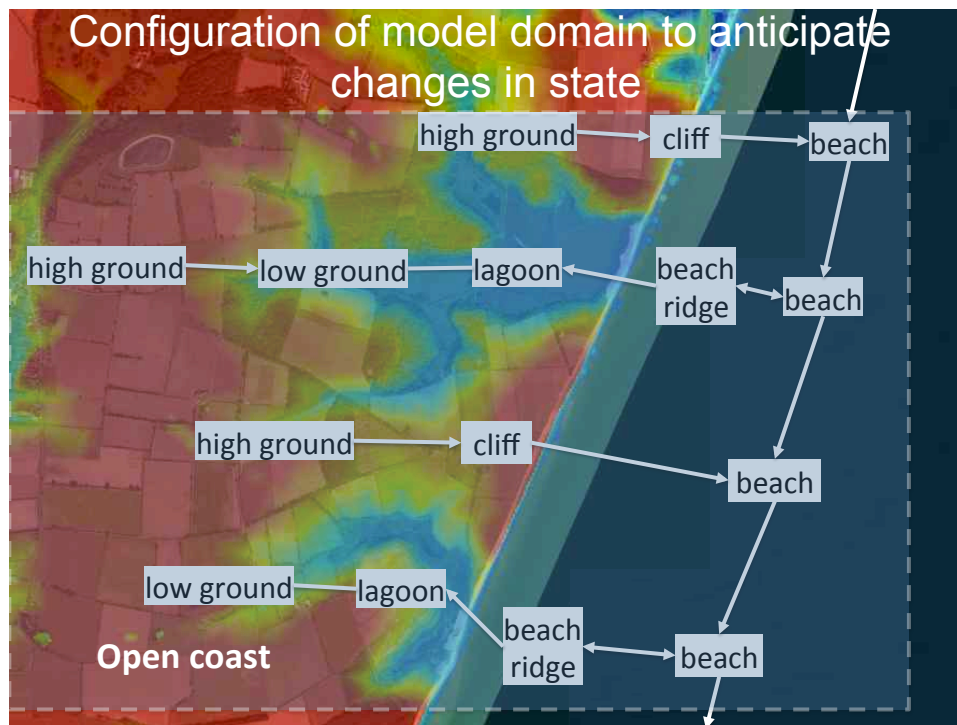 Configuration of model domain to anticipate
changes in state
high ground
cliff
beach
high ground
low ground
lagoon
beach
ridge
beach
high ground
cliff
beach
low ground
lagoon
beach
ridge
beach
Open coast